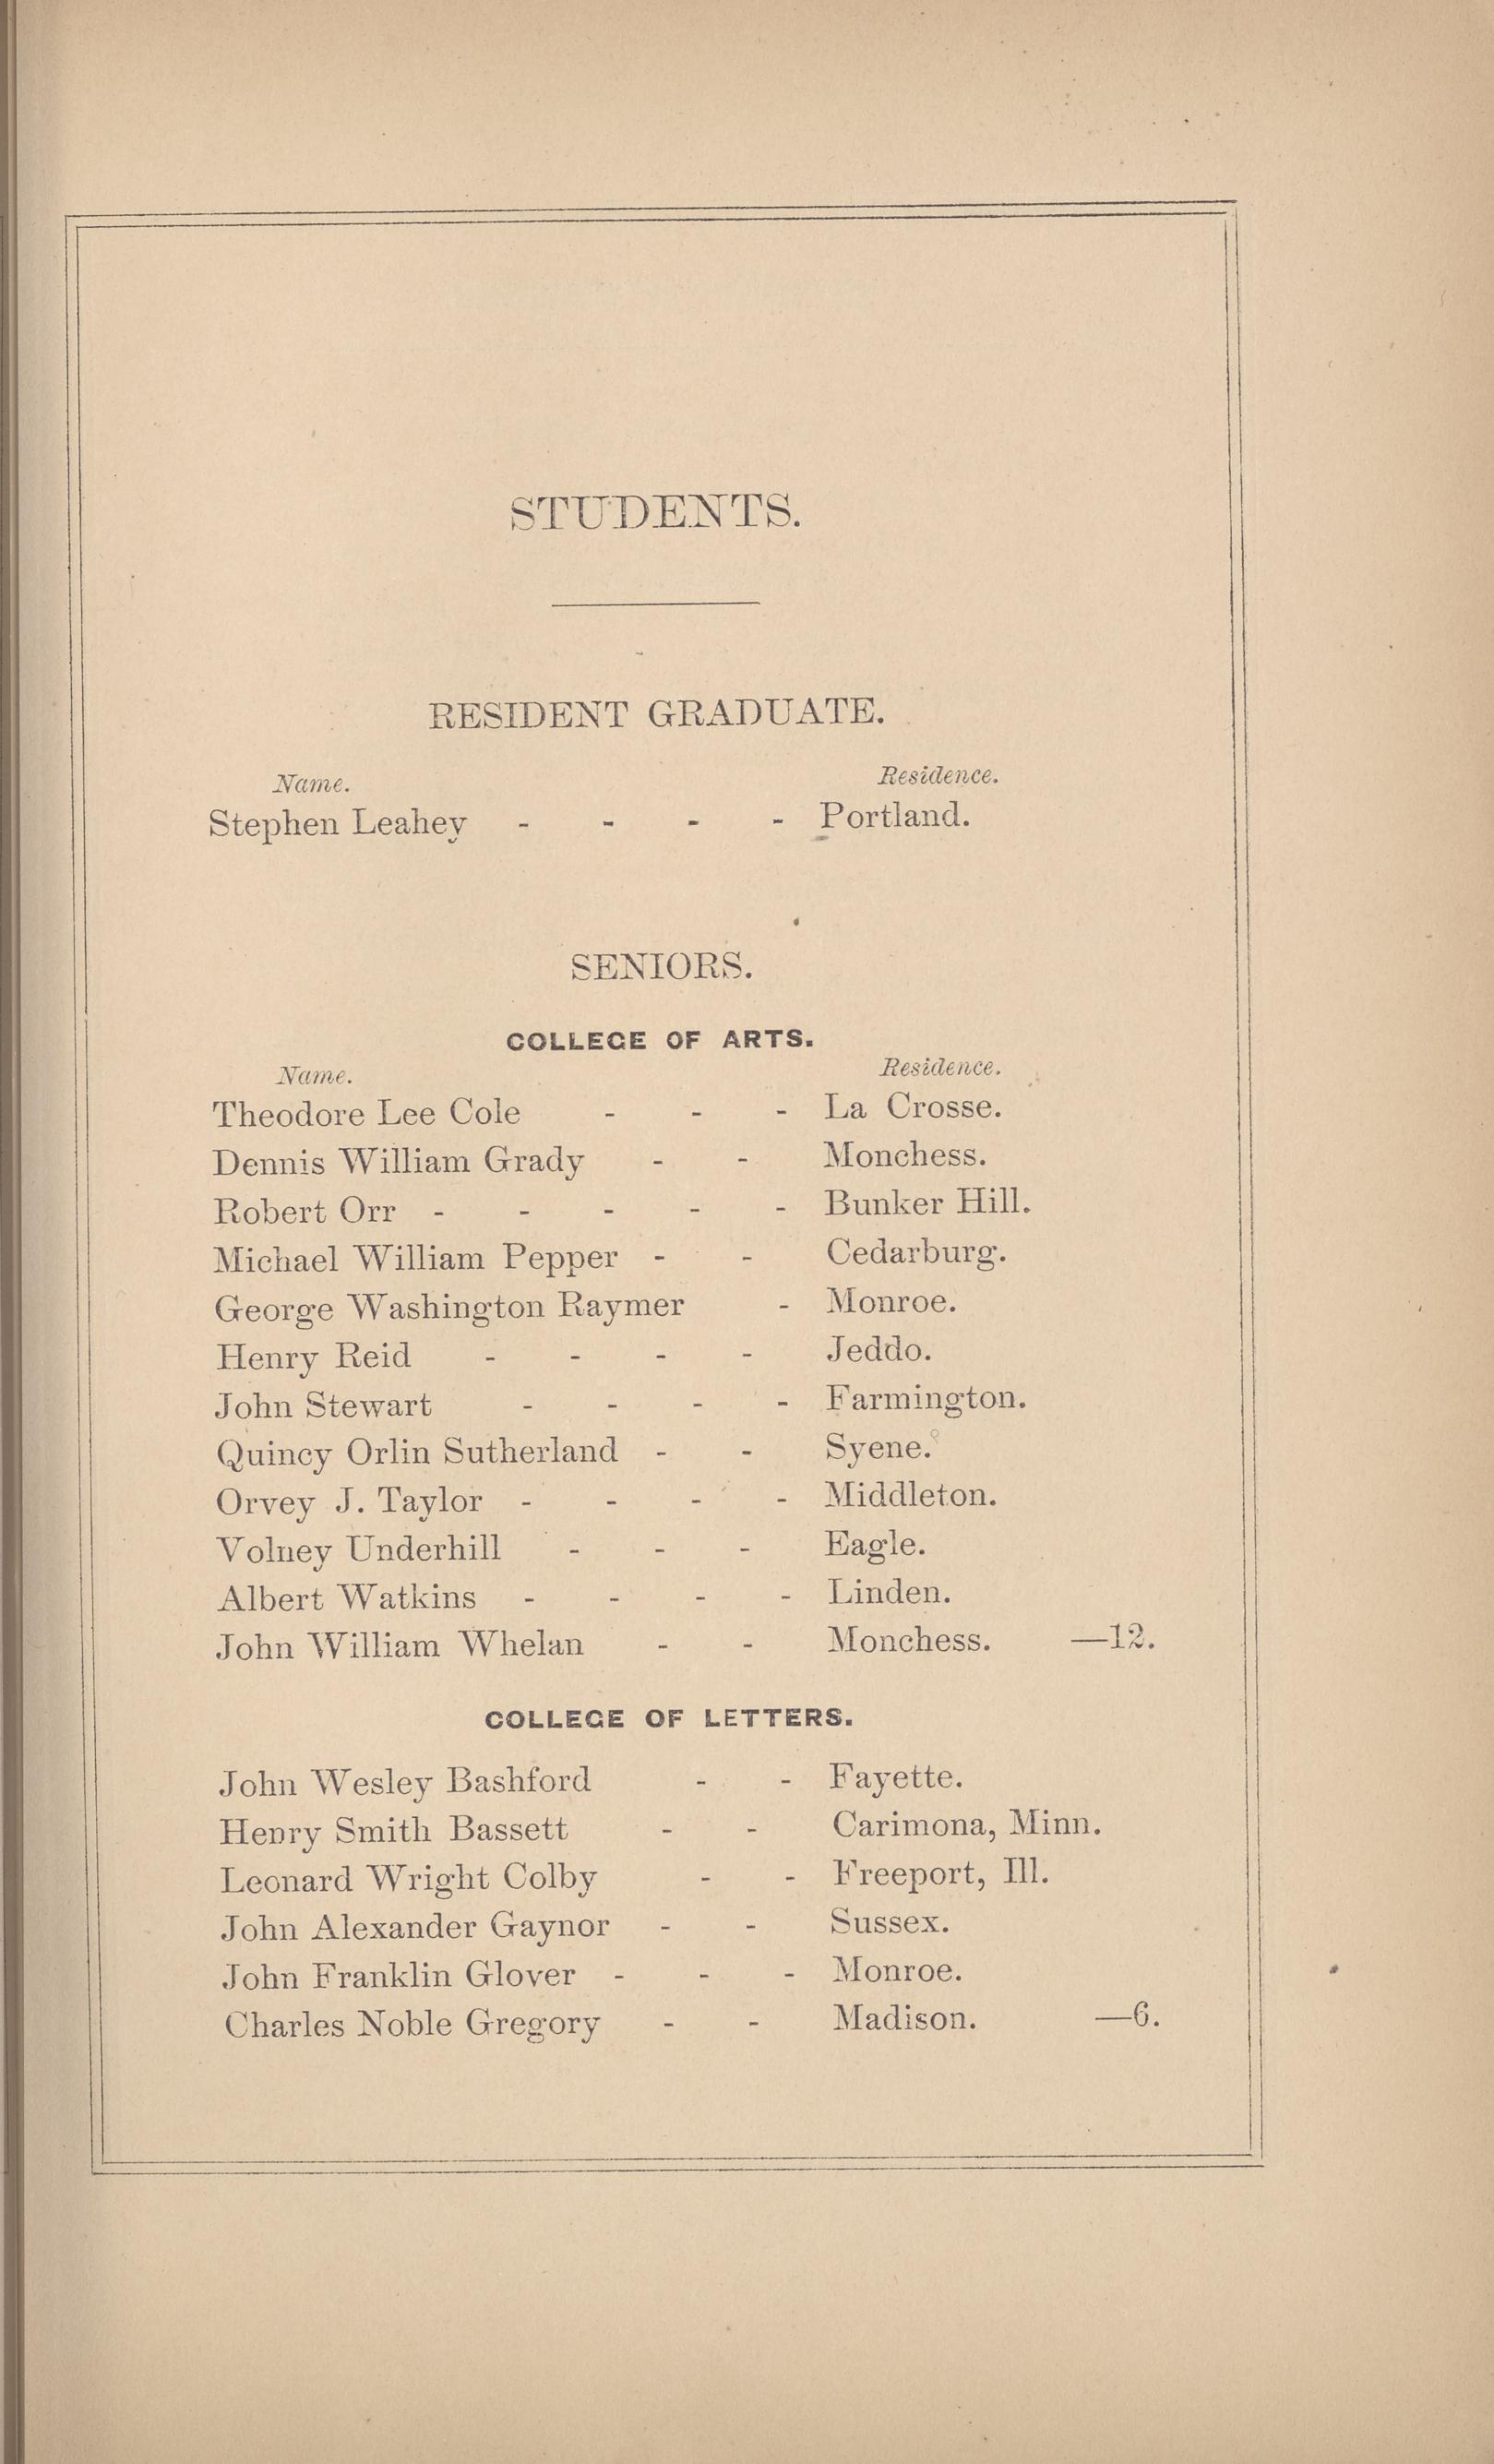 STUDENTS.
RESIDENT GRADUATE.
Name. Residence.
Stephen Leahey - - - - Portland.
SENIORS.
COLLEGE OF ARTS.
Name. Residence.
Theodore Lee Cole - - - La Crosse.
Dennis William Grady - - Monchess.
Robert Orr - - - - - Bunker Hill.
Michael William Pepper - - Cedarburg.
George Washington Raymer - Monroe.
Henry Reid - - - - Jeddo.
John Stewart - - - - Farmington.
Quincy Orlin Sutherland - - Syene.
Orvey J. Taylor - - - - Middleton.
Volney Underhill - - - Eagle.
Albert Watkins - - - - Linden.
John William Whelan - - Monchess. —12.
COLLEGE OF LETTERS.
John Wesley Bashford - - Fayette.
Henry Smith Bassett - - Carimona, Minn.
Leonard Wright Colby - - Freeport, Ill.
John Alexander Gaynor - - Sussex.
John Franklin Glover - - - Monroe.
Charles Noble Gregory - - Madison. —6.